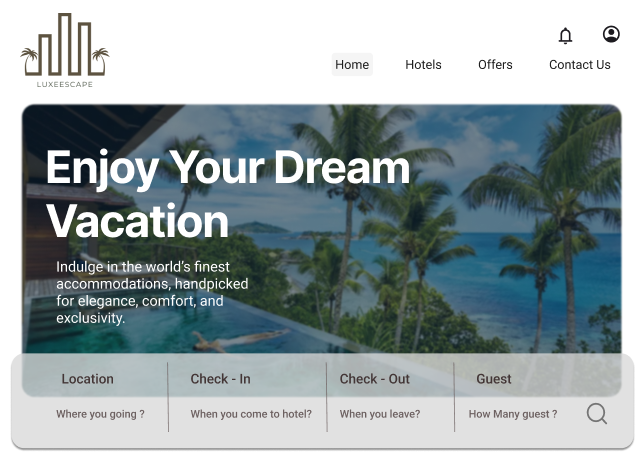 LUXEESCAPE
Home Hotels Offers Contact Us
Enjoy Your Dream
Vacation
Indulge in the world's finest
accommodations, handpicked
for elegance, comfort, and
exclusivity.
Location Check - In Check - Out Guest
Where you going ? When you come to hotel? When you leave? How Many guest ?